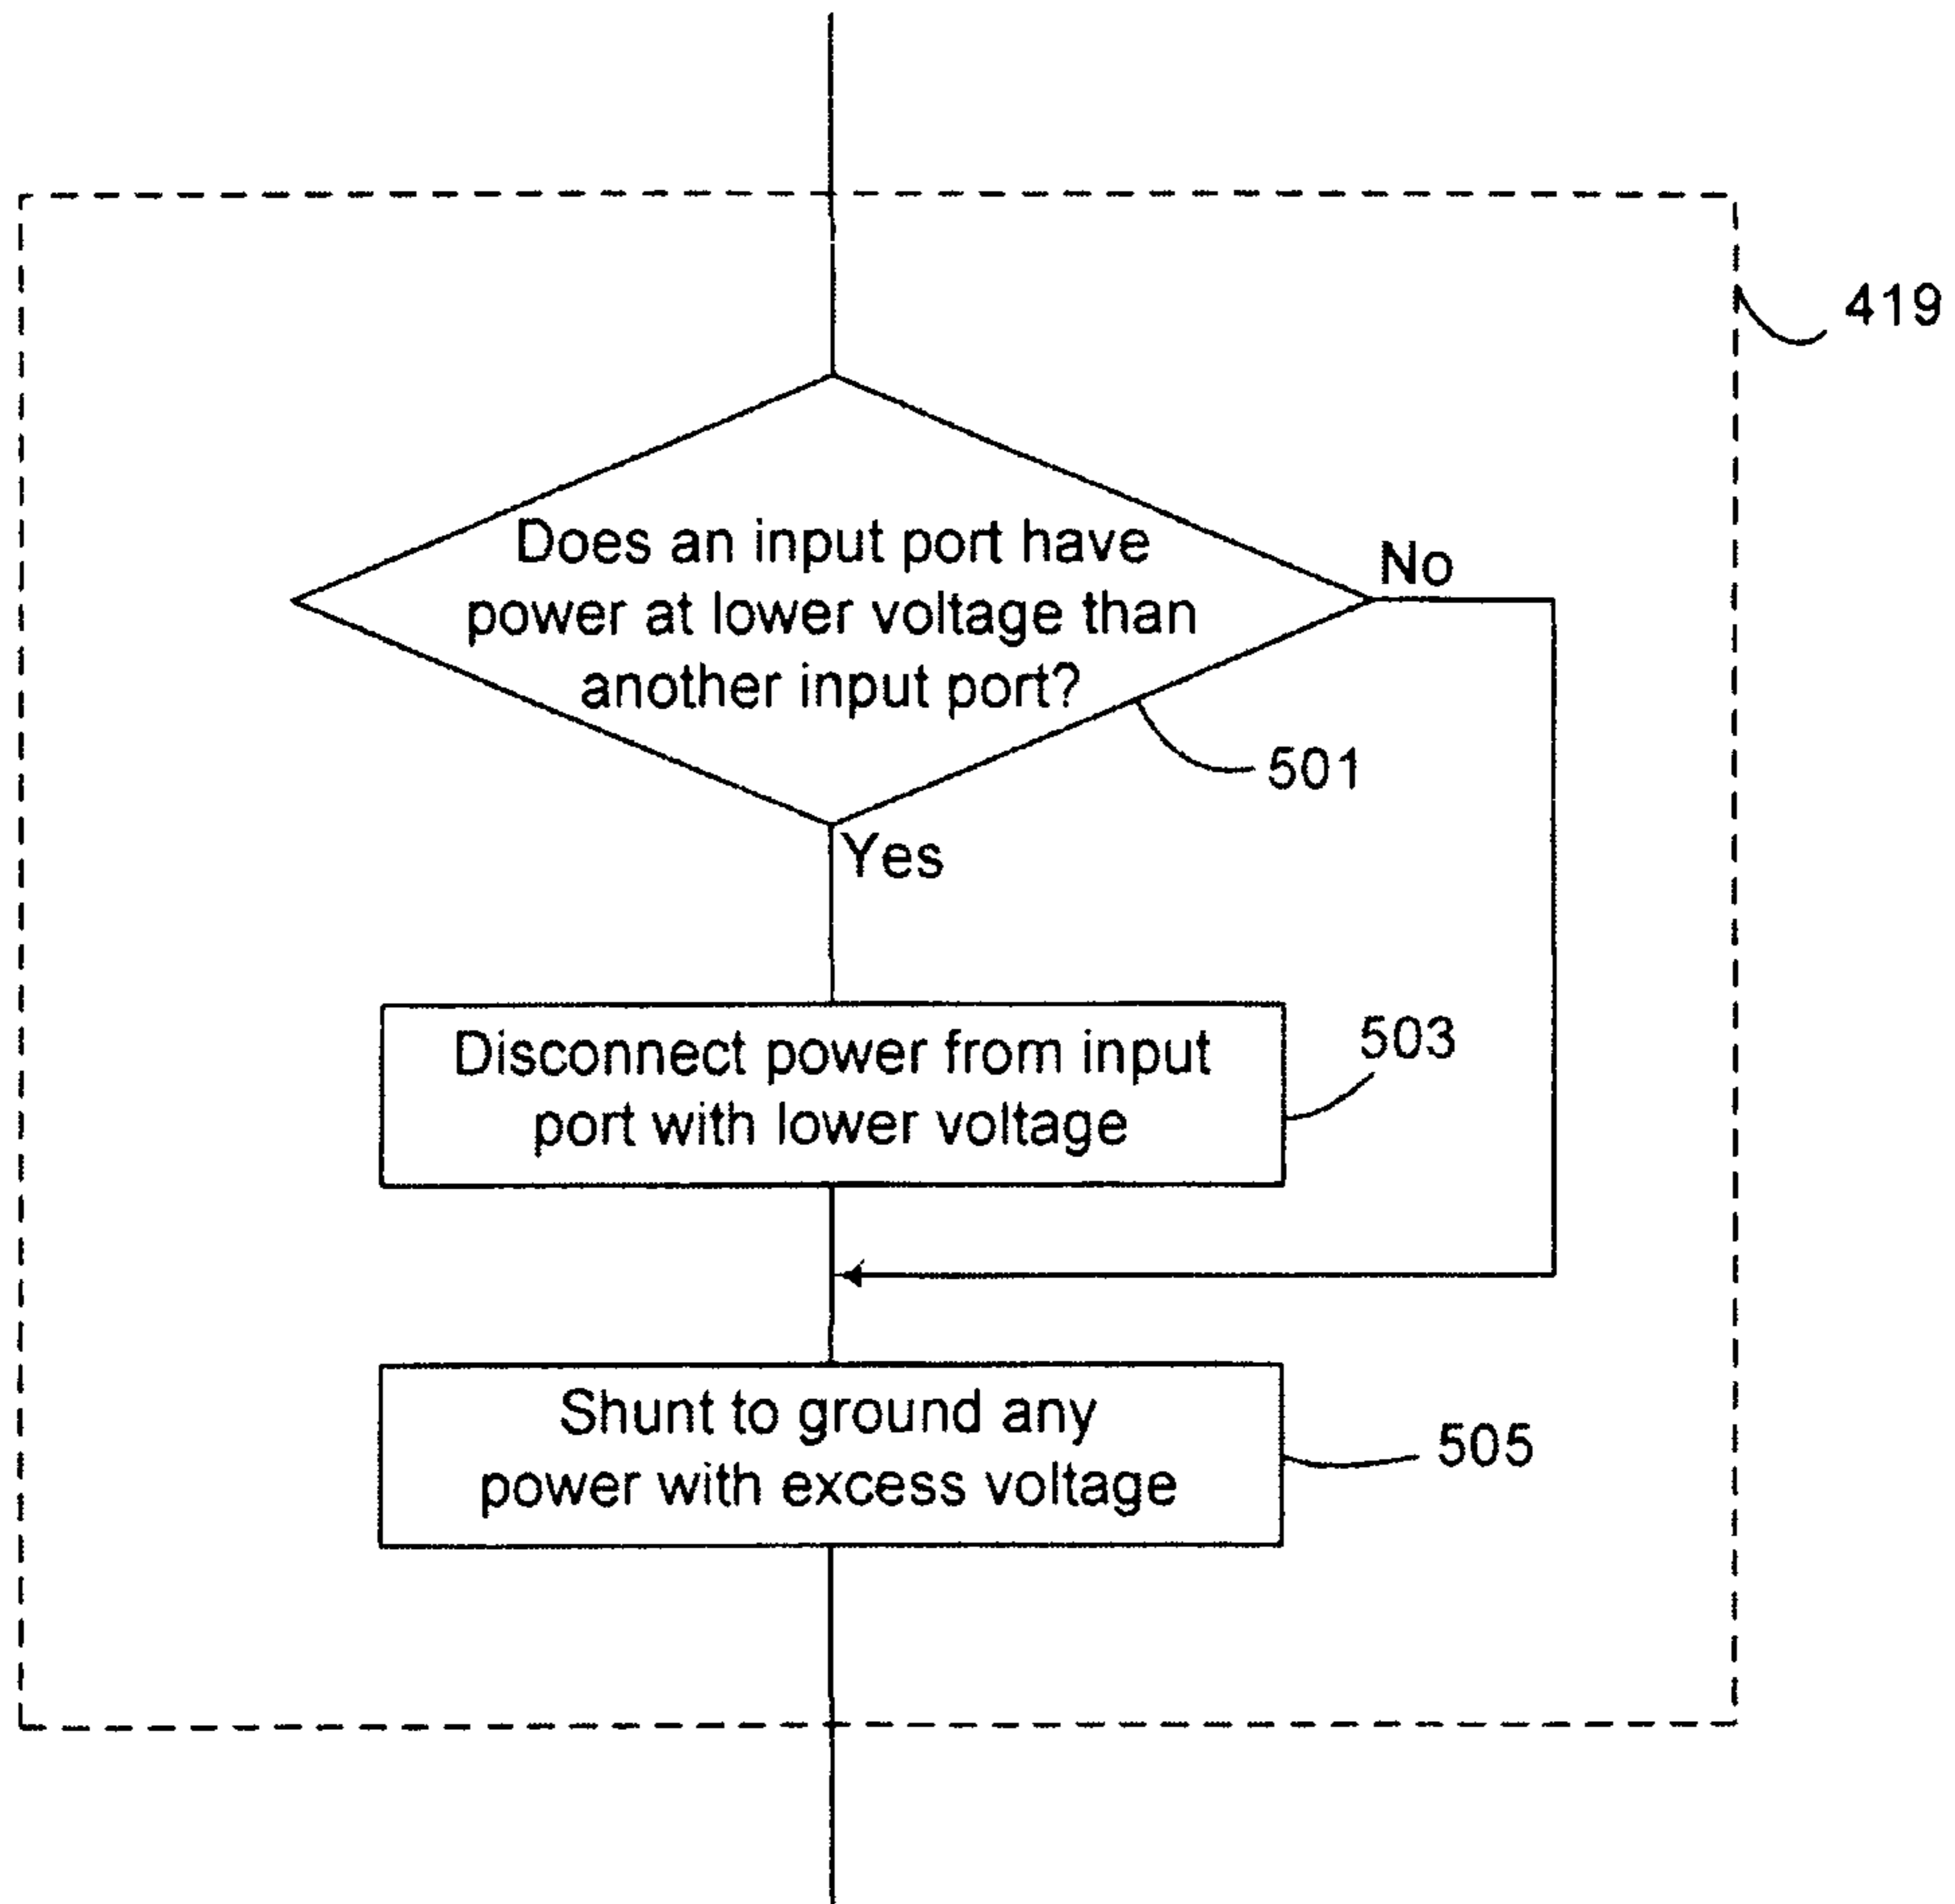 419
Does an input port have
power at lower voltage than
another input port?
No
501
Yes
Disconnect power from input
port with lower voltage
503
Shunt to ground any
power with excess voltage
505